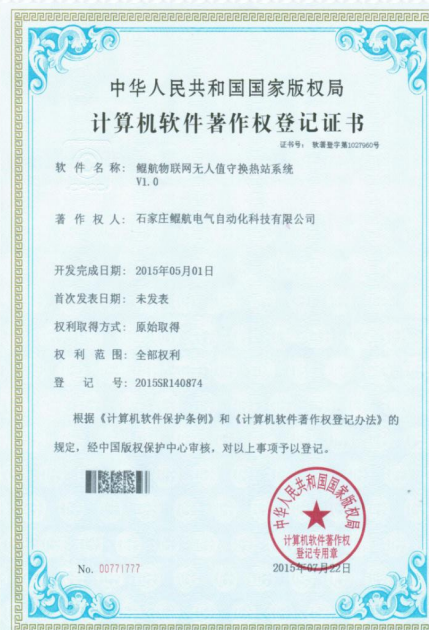 中华人民共和国国家版权局
计算机软件著作权登记证书
证书号： 软著登字第1027960号
软件名称： 鲲航物联网无人值守换热站系统
V1.0
著作权人： 石家庄鲲航电气自动化科技有限公司
开发完成日期： 2015年05月01日
首次发表日期： 未发表
权利取得方式： 原始取得
权利范围： 全部权利
登记号： 2015SR140874
根据《计算机软件保护条例》和《计算机软件著作权登记办法》的
规定，经中国版权保护中心审核，对以上事项予以登记。
中华人民共和国国家版权局
计算机软件著作权
登记专用章
No. 00771777
2015年07月22日